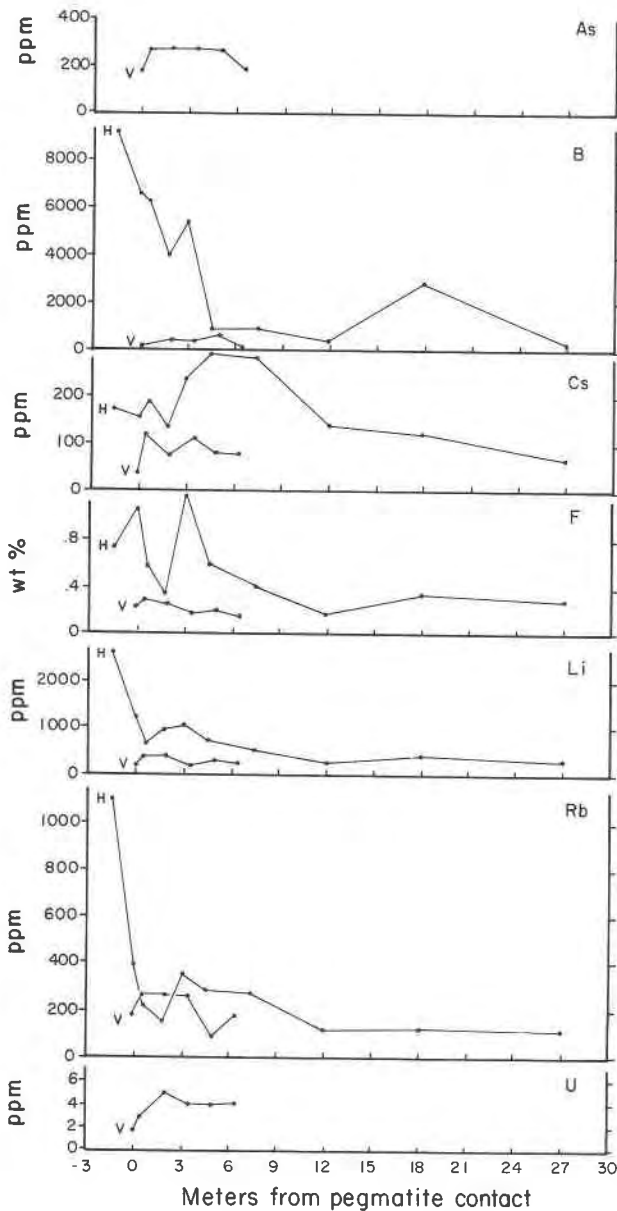 As
ppm
400
200
0
V
B
ppm
H
8000
6000
4000
2000
0
V
Cs
ppm
200
100
0
H
V
F
wt %
.8
.4
0
H
V
Li
ppm
2000
1000
0
H
V
Rb
ppm
H
1000
800
600
400
200
0
V
U
ppm
6
4
2
0
V
-3 0 3 6 9 12 15 18 21 24 27 30
Meters from pegmatite contact